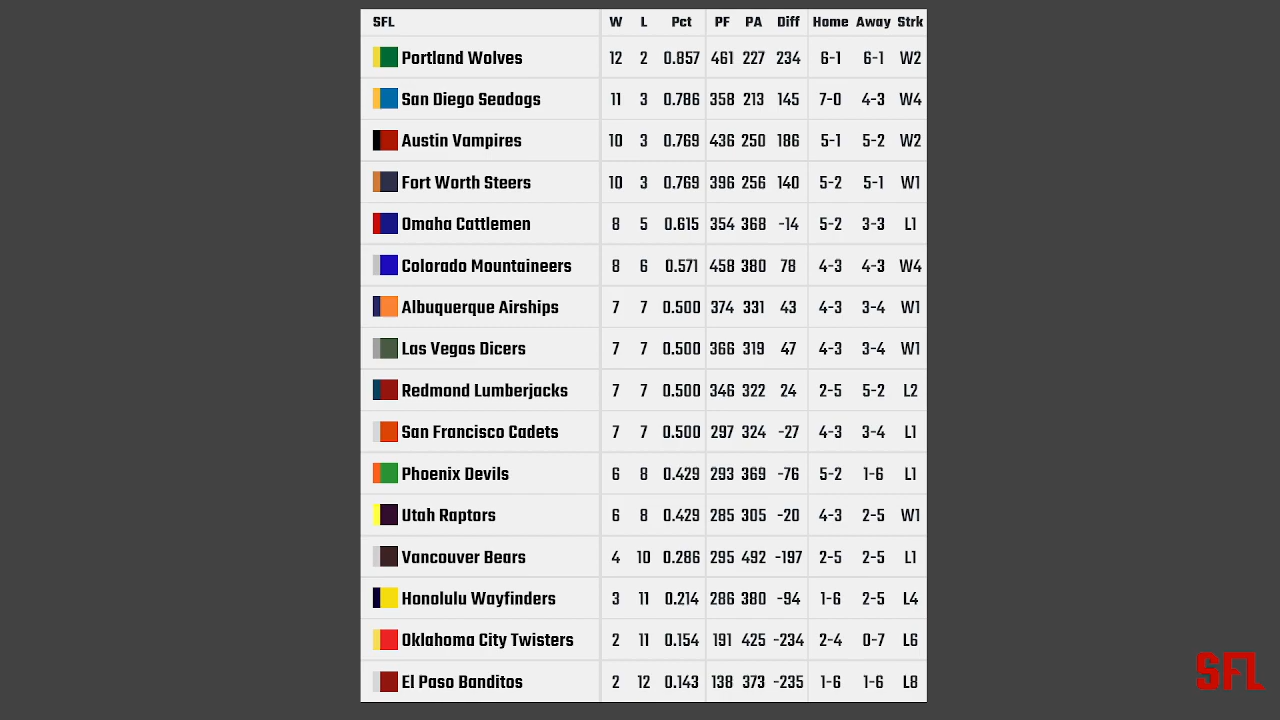 SFL W L Pct PF PA Diff Home Away Strk
Portland Wolves 12 2 0.857 461 227 234 6-1 6-1 W2
San Diego Seadogs 11 3 0.786 358 213 145 7-0 4-3 W4
Austin Vampires 10 3 0.769 436 250 186 5-1 5-2 W2
Fort Worth Steers 10 3 0.769 396 256 140 5-2 5-1 W1
Omaha Cattlemen 8 5 0.615 354 368 -14 5-2 3-3 L1
Colorado Mountaineers 8 6 0.571 458 380 78 4-3 4-3 W4
Albuquerque Airships 7 7 0.500 374 331 43 4-3 3-4 W1
Las Vegas Dicers 7 7 0.500 366 319 47 4-3 3-4 W1
Redmond Lumberjacks 7 7 0.500 346 322 24 2-5 5-2 L2
San Francisco Cadets 7 7 0.500 297 324 -27 4-3 3-4 L1
Phoenix Devils 6 8 0.429 293 369 -76 5-2 1-6 L1
Utah Raptors 6 8 0.429 285 305 -20 4-3 2-5 W1
Vancouver Bears 4 10 0.286 295 492 -197 2-5 2-5 L1
Honolulu Wayfinders 3 11 0.214 286 380 -94 1-6 2-5 L4
Oklahoma City Twisters 2 11 0.154 191 425 -234 2-4 0-7 L6
El Paso Banditos 2 12 0.143 138 373 -235 1-6 1-6 L8
SFL